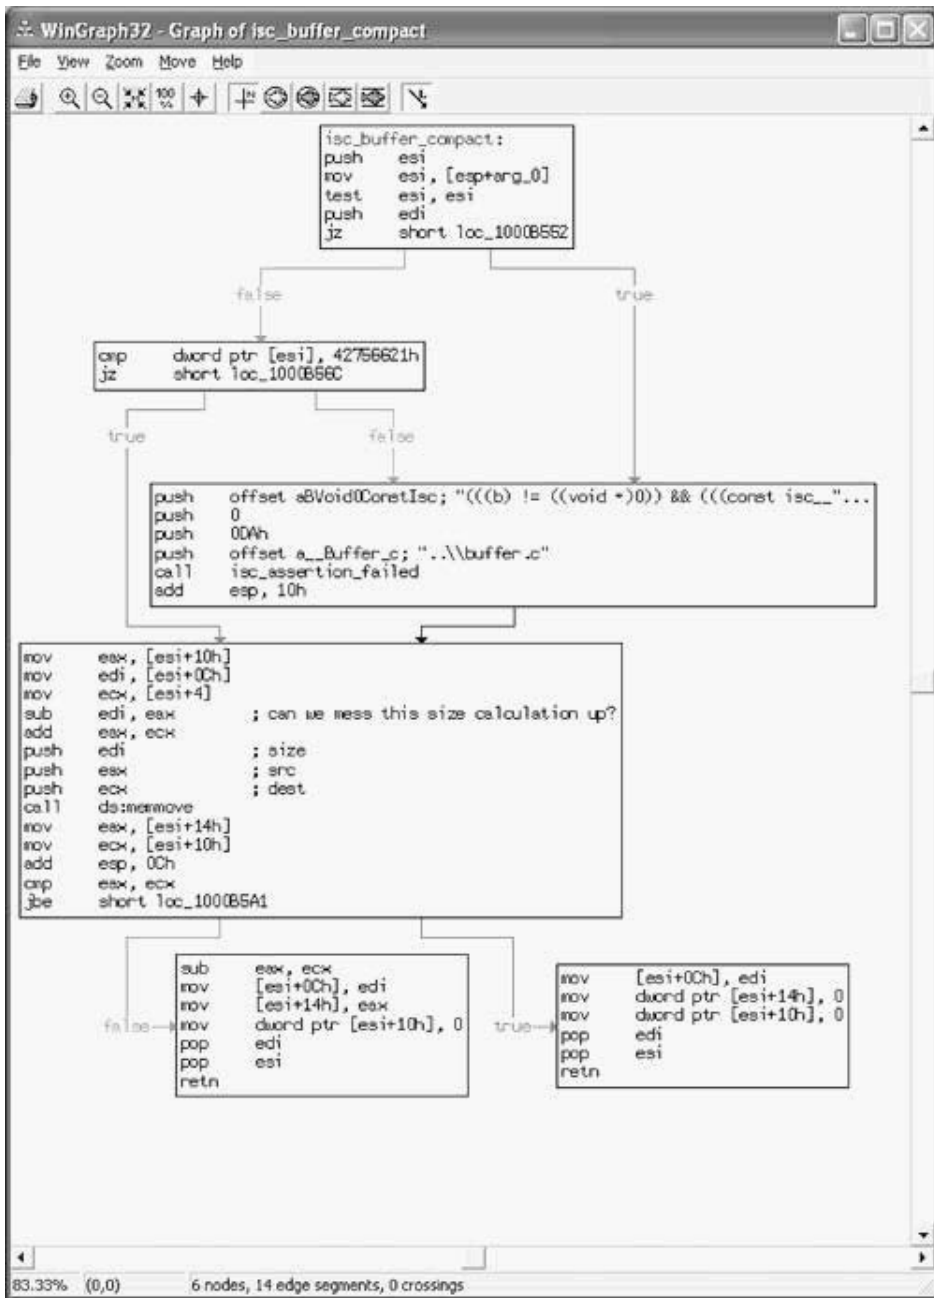 WinGraph32 - Graph of isc_buffer_compact
File View Zoom Move Help
100 %
isc_buffer_compact:
push esi
mov esi, [esp+arg_0]
test esi, esi
push edi
jz short loc_1000B552
false
true
cmp dword ptr [esi], 42756621h
jz short loc_1000B56C
true
false
push offset aBVoid0ConstIsc; "(((b) != ((void *)0)) && (((const isc__"...
push 0
push 0DAh
push offset a__Buffer_c; "..\\buffer.c"
call isc_assertion_failed
add esp, 10h
mov eax, [esi+10h]
mov edi, [esi+0Ch]
mov ecx, [esi+4]
sub edi, eax ; can we mess this size calculation up?
add eax, ecx
push edi ; size
push eax ; src
push ecx ; dest
call ds:memmove
mov eax, [esi+14h]
mov ecx, [esi+10h]
add esp, 0Ch
cmp eax, ecx
jbe short loc_1000B5A1
sub eax, ecx
mov [esi+0Ch], edi
mov [esi+14h], eax
false
mov dword ptr [esi+10h], 0
pop edi
pop esi
retn
mov [esi+0Ch], edi
mov dword ptr [esi+14h], 0
true
mov dword ptr [esi+10h], 0
pop edi
pop esi
retn
83.33% (0,0) 6 nodes, 14 edge segments, 0 crossings